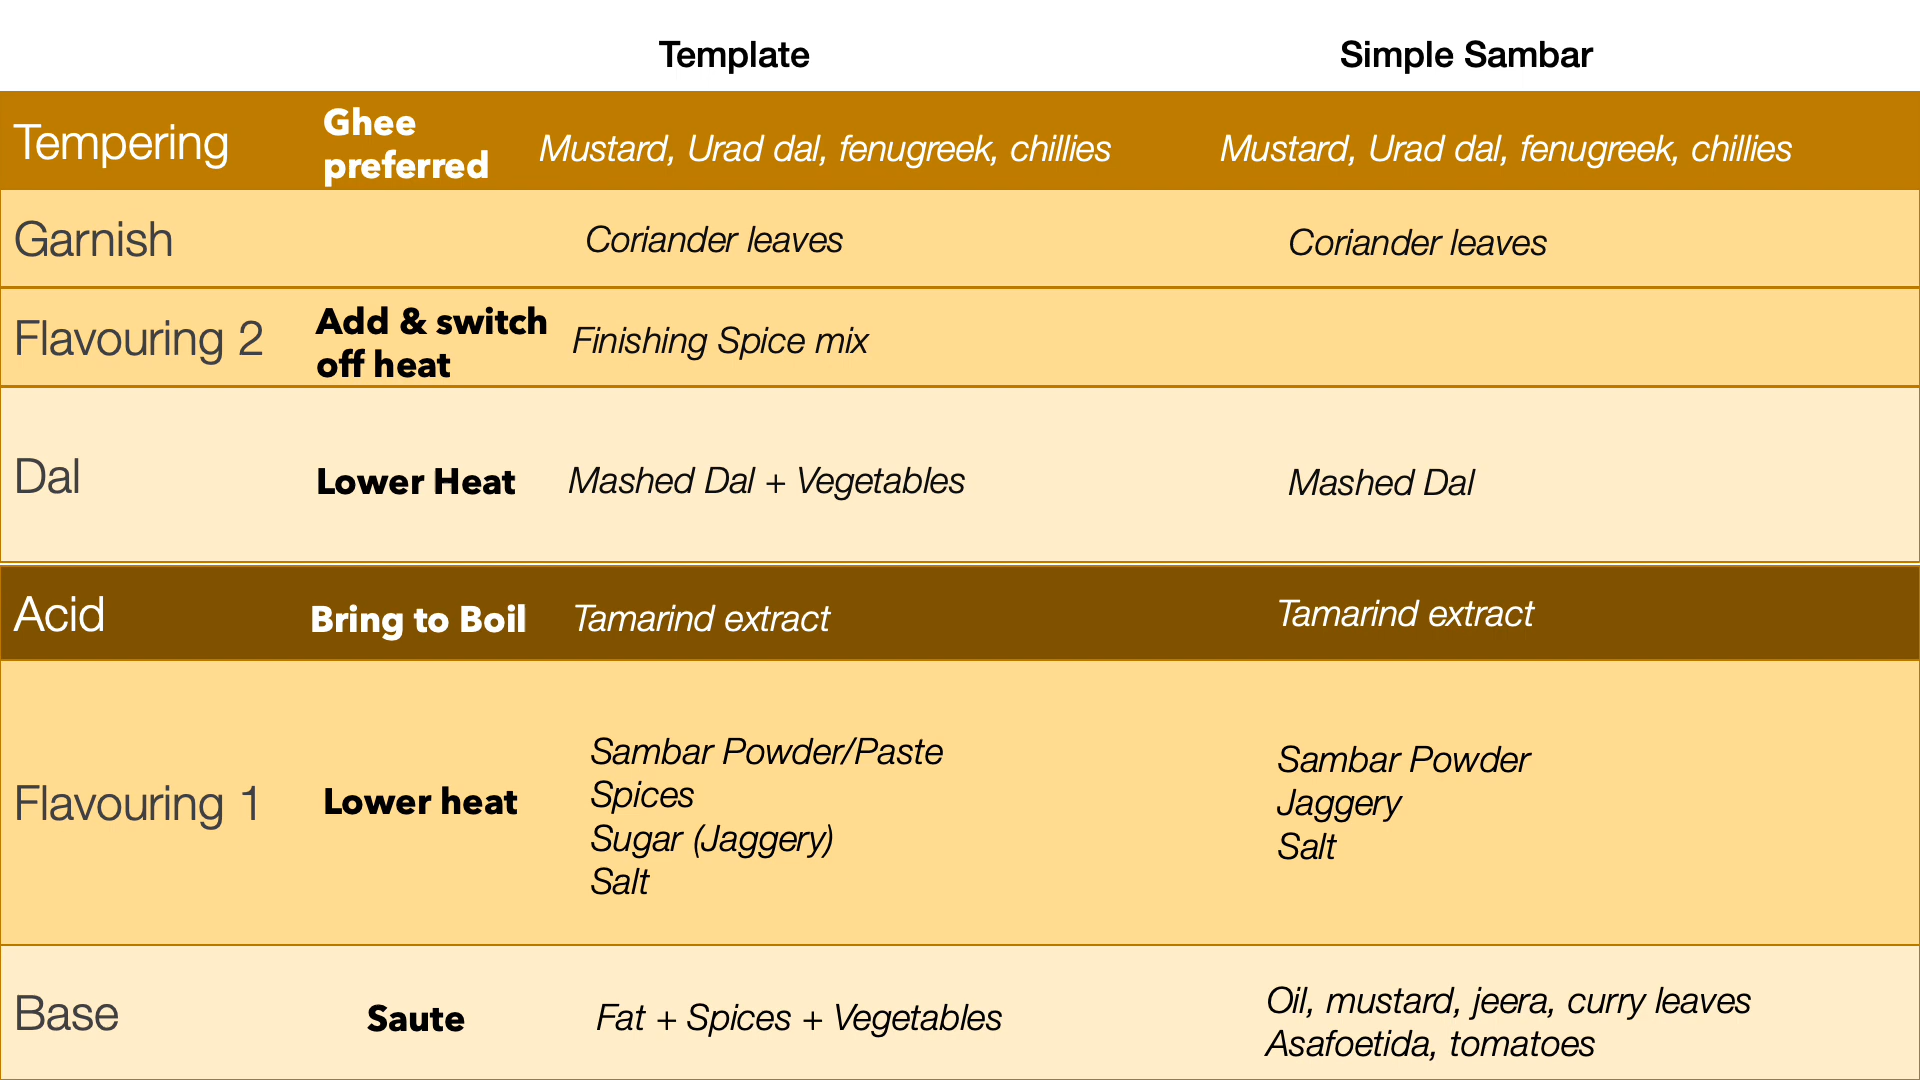 Template
Simple Sambar
Tempering
Ghee
preferred
Mustard, Urad dal, fenugreek, chillies
Mustard, Urad dal, fenugreek, chillies
Garnish
Coriander leaves
Coriander leaves
Flavouring 2
Add & switch
off heat
Finishing Spice mix
Dal
Lower Heat
Mashed Dal + Vegetables
Mashed Dal
Acid
Bring to Boil
Tamarind extract
Tamarind extract
Flavouring 1
Lower heat
Sambar Powder/Paste
Spices
Sugar (Jaggery)
Salt
Sambar Powder
Jaggery
Salt
Base
Saute
Fat + Spices + Vegetables
Oil, mustard, jeera, curry leaves
Asafoetida, tomatoes